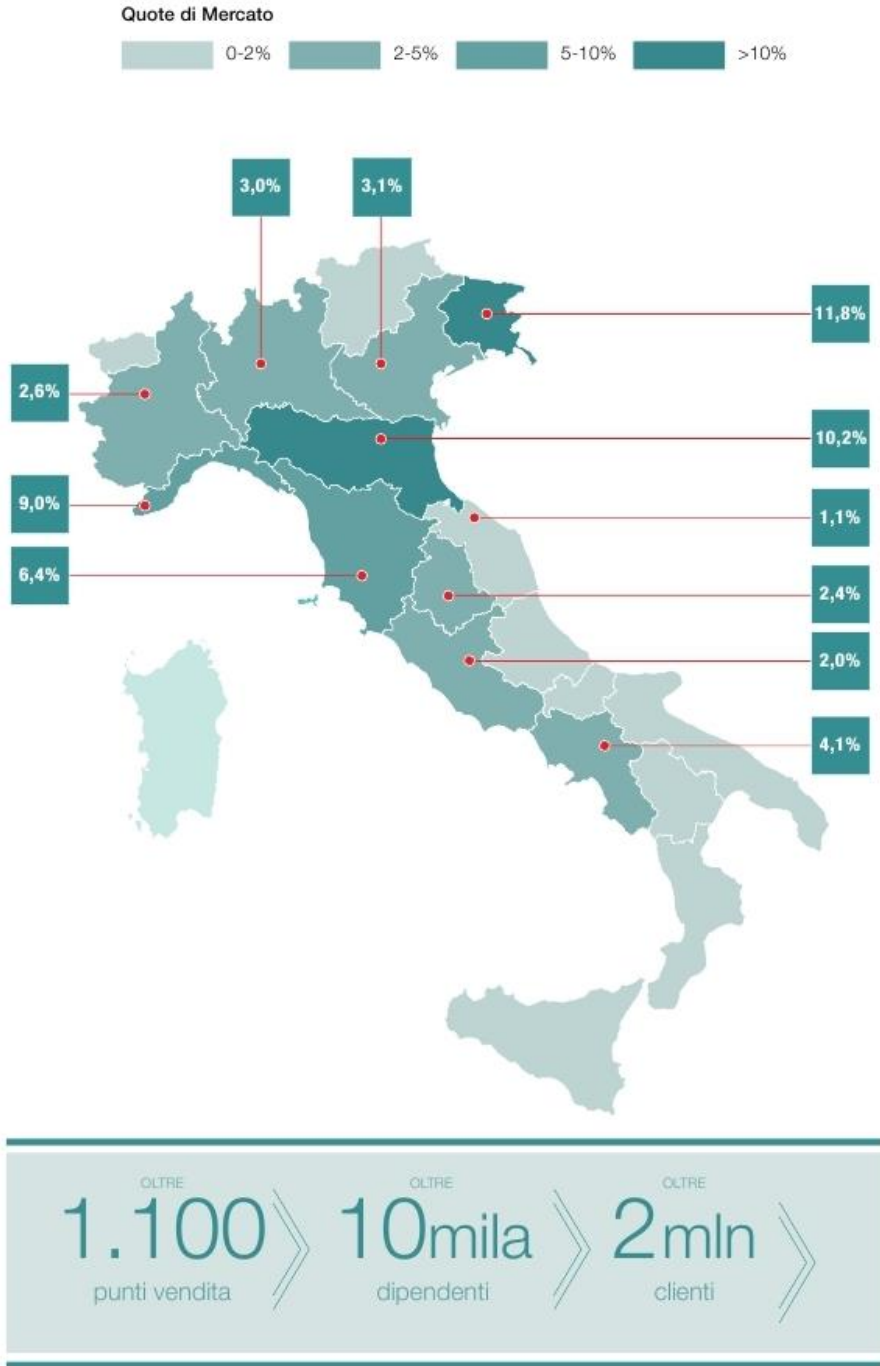 Quote di Mercato
0-2% 2-5% 5-10% >10%
3,0% 3,1%
11,8%
2,6%
10,2%
9,0%
1,1%
6,4%
2,4%
2,0%
4,1%
OLTRE OLTRE OLTRE
1.100 10mila 2mln
punti vendita dipendenti clienti